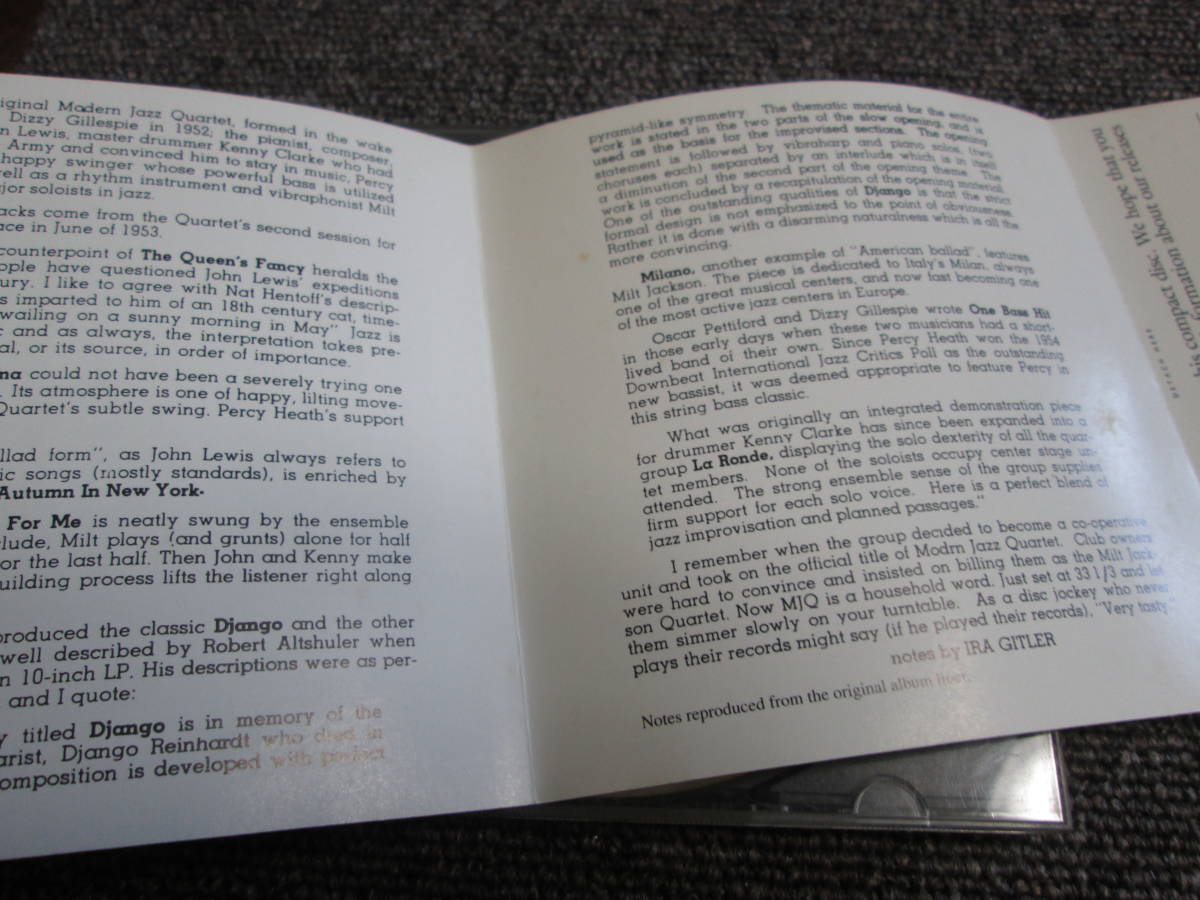 iginal Modern Jazz Quartet, formed in the wake
Dizzy Gillespie in 1952; the pianist, composer,
n Lewis, master drummer Kenny Clarke who had
Army and convinced him to stay in music, Percy
happy swinger whose powerful bass is utilized
ell as a rhythm instrument and vibraphonist Milt
ajor soloists in jazz.
acks come from the Quartet's second session for
ace in June of 1953.
counterpoint of The Queen's Fancy heralds the
ople have questioned John Lewis' expeditions
ury. I like to agree with Nat Hentoff's descrip-
s imparted to him of an 18th century cat, time-
wailing on a sunny morning in May" Jazz is
c and as always, the interpretation takes pre-
al, or its source, in order of importance.
na could not have been a severely trying one
. Its atmosphere is one of happy, lilting move-
Quartet's subtle swing. Percy Heath's support
llad form", as John Lewis always refers to
ic songs (mostly standards), is enriched by
Autumn In New York.
For Me is neatly swung by the ensemble
lude, Milt plays (and grunts) alone for half
or the last half. Then John and Kenny make
uilding process lifts the listener right along
produced the classic Django and the other
well described by Robert Altshuler when
n 10-inch LP. His descriptions were as per-
and I quote:
y titled Django is in memory of the
arist, Django Reinhardt who died in
omposition is developed with perfect
pyramid-like symmetry. The thematic material for the entire
work is stated in the two parts of the slow opening, and is
used as the basis for the improvised sections. The opening
statement is followed by vibraharp and piano solos, (two
choruses each) separated by an interlude which is in itself
a diminution of the second part of the opening theme. The
work is concluded by a recapitulation of the opening material
One of the outstanding qualities of Django is that the strict
formal design is not emphasized to the point of obviousness.
Rather it is done with a disarming naturalness which is all the
more convincing.
Milano, another example of "American ballad", features
Milt Jackson. The piece is dedicated to Italy's Milan, always
one of the great musical centers, and now fast becoming one
of the most active jazz centers in Europe.
Oscar Pettiford and Dizzy Gillespie wrote One Bass Hit
in those early days when these two musicians had a short-
lived band of their own. Since Percy Heath won the 1954
Downbeat International Jazz Critics Poll as the outstanding
new bassist, it was deemed appropriate to feature Percy in
this string bass classic.
What was originally an integrated demonstration piece
for drummer Kenny Clarke has since been expanded into a
group La Ronde, displaying the solo dexterity of all the quar-
tet members. None of the soloists occupy center stage un-
attended. The strong ensemble sense of the group supplies
firm support for each solo voice. Here is a perfect blend of
jazz improvisation and planned passages."
I remember when the group decided to become a co-operative
unit and took on the official title of Modrn Jazz Quartet. Club owners
were hard to convince and insisted on billing them as the Milt Jack-
son Quartet. Now MJQ is a household word. Just set at 33 1/3 and let
them simmer slowly on your turntable. As a disc jockey who never
plays their records might say (if he played their records), "Very tasty."
notes by IRA GITLER
Notes reproduced from the original album liner.
compact disc. We hope that you
formation about our releases